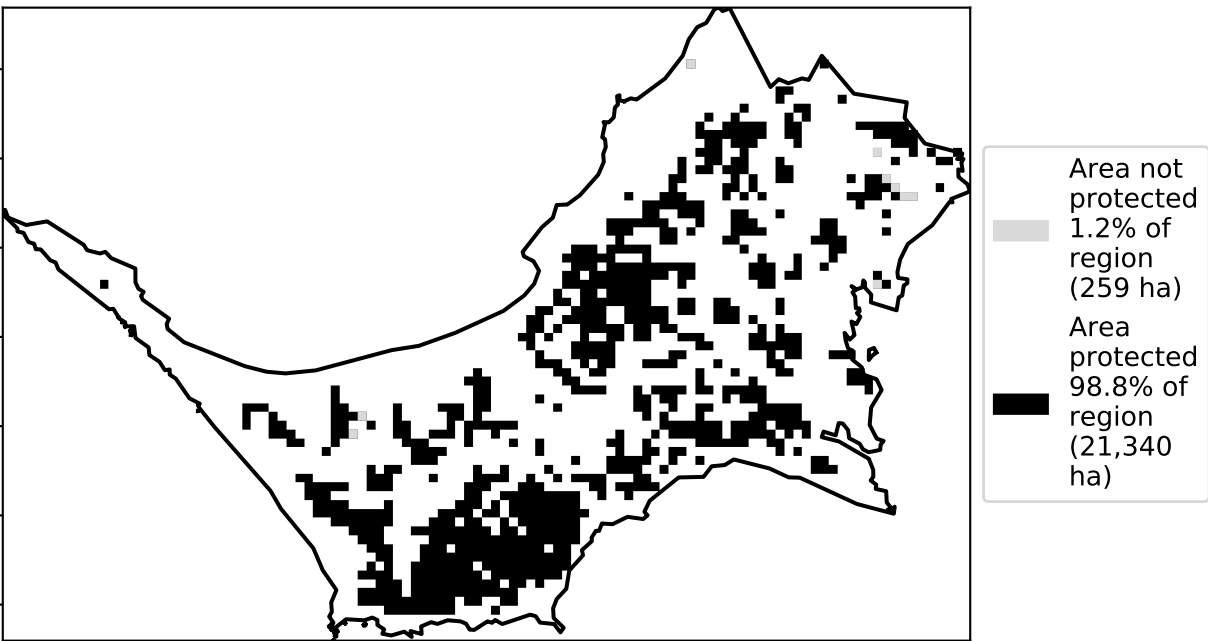 Area not
protected
1.2% of
region
(259 ha)
Area
protected
98.8% of
region
(21,340
ha)